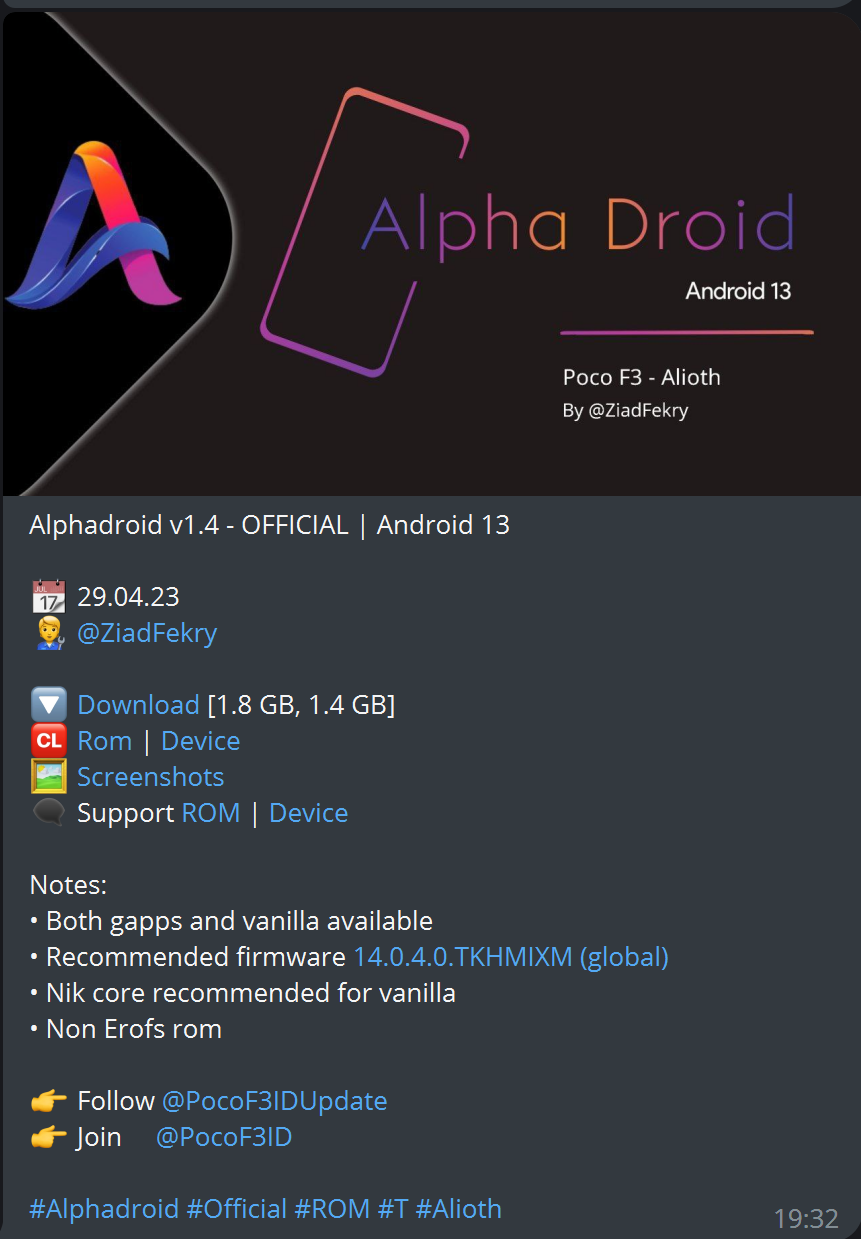 Alpha Droid
Android 13
Poco F3 - Alioth
By @ZiadFekry
Alphadroid v1.4 - OFFICIAL | Android 13
JUL
17
29.04.23
@ZiadFekry
Download [1.8 GB, 1.4 GB]
CL Rom | Device
Screenshots
Support ROM | Device
Notes:
• Both gapps and vanilla available
• Recommended firmware 14.0.4.0.TKHMIXM (global)
• Nik core recommended for vanilla
• Non Erofs rom
Follow @PocoF3IDUpdate
Join @PocoF3ID
#Alphadroid #Official #ROM #T #Alioth
19:32